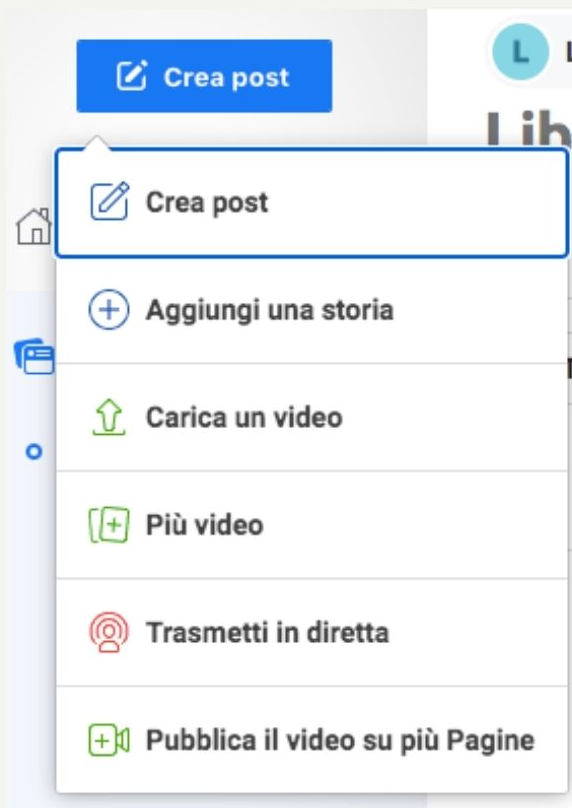 Crea post
L
Lib
Crea post
Aggiungi una storia
Carica un video
Più video
Trasmetti in diretta
Pubblica il video su più Pagine